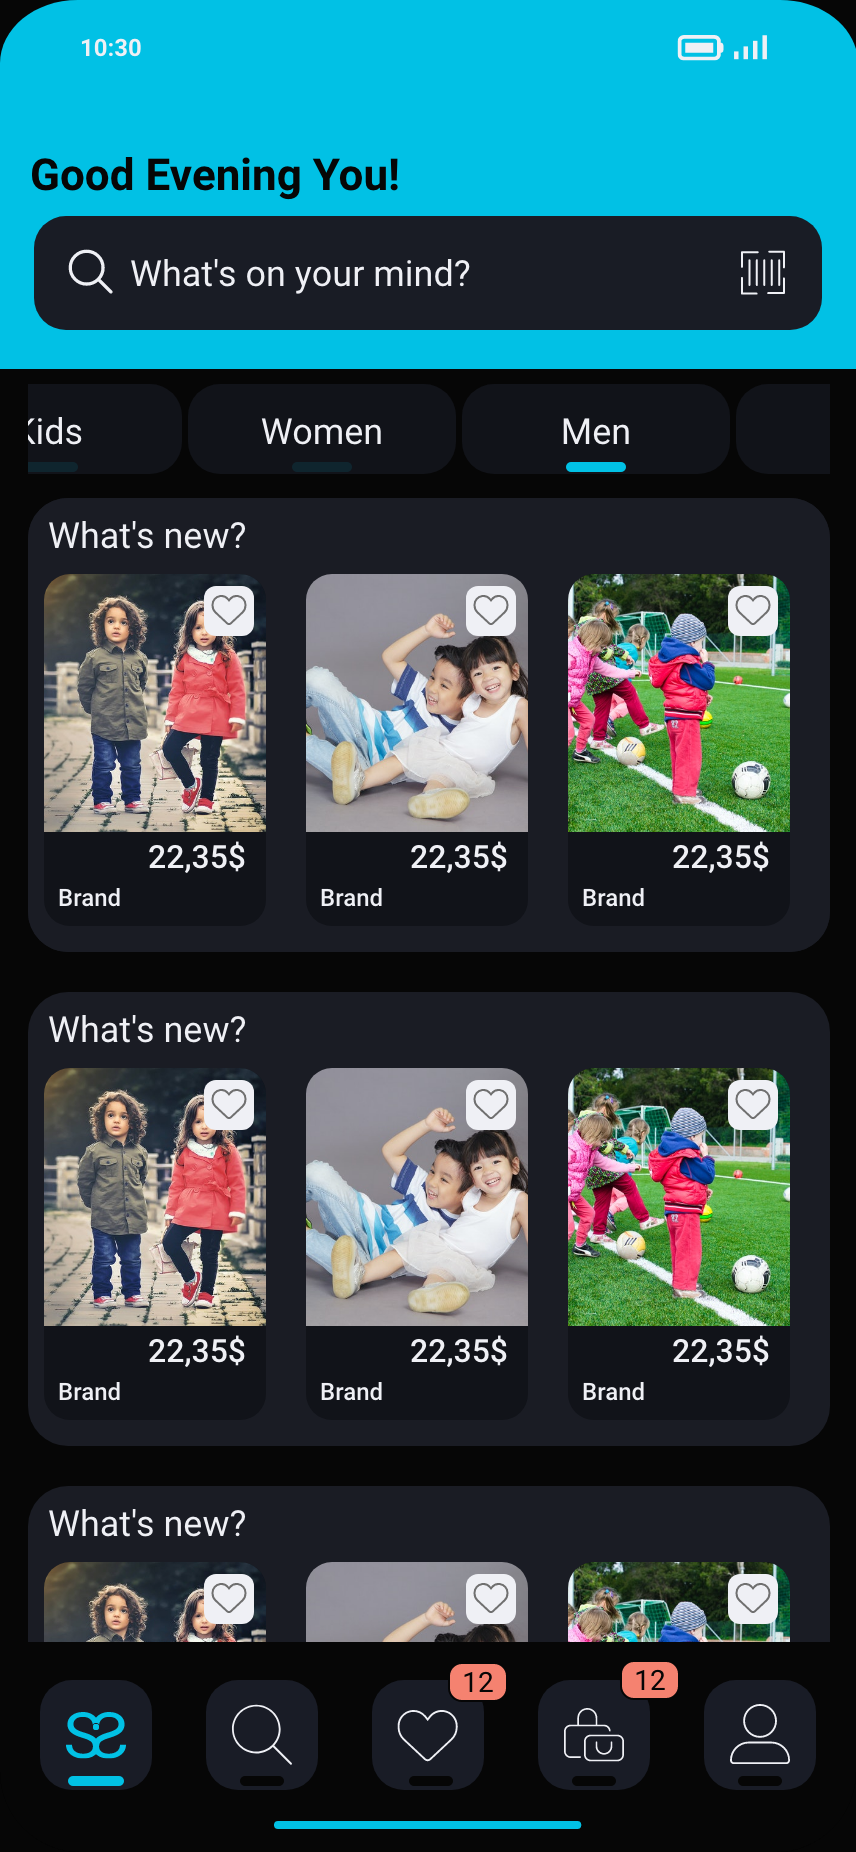 10:30
Good Evening You!
What's on your mind?
Kids Women Men
What's new?
22,35$ 22,35$ 22,35$
Brand Brand Brand
What's new?
22,35$ 22,35$ 22,35$
Brand Brand Brand
What's new?
12 12